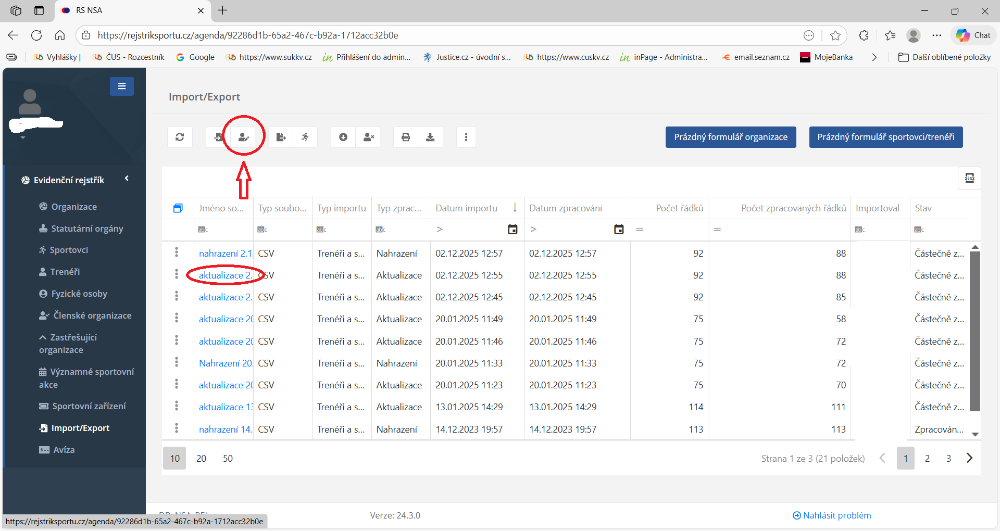 RS NSA
https://rejstriksportu.cz/agenda/92286d1b-65a2-467c-b92a-1712acc32b0e
Chat
Vyhlášky |
ČUS - Rozcestník
Google
https://www.sukkv.cz
Přihlášení do admin...
Justice.cz - úvodní s...
https://www.cuskv.cz
inPage - Administra...
email.seznam.cz
MojeBanka
Další oblíbené položky
Import/Export
Prázdný formulář organizace
Prázdný formulář sportovci/trenéři
Evidenční rejstřík
Organizace
Statutární orgány
Sportovci
Trenéři
Fyzické osoby
Členské organizace
Zastřešující
organizace
Významné sportovní
akce
Sportovní zařízení
Import/Export
Avíza
xlsx
Jméno so... Typ soubo... Typ importu Typ zprac... Datum importu Datum zpracování Počet řádků Počet zpracovaných řádků Importoval Stav
abc abc abc abc > > = = abc abc
nahrazení 2.1 CSV Trenéři a s... Nahrazení 02.12.2025 12:57 02.12.2025 12:57 92 88 Částečně z...
aktualizace 2. CSV Trenéři a s... Aktualizace 02.12.2025 12:55 02.12.2025 12:55 92 88 Částečně z...
aktualizace 2. CSV Trenéři a s... Aktualizace 02.12.2025 12:45 02.12.2025 12:45 92 85 Částečně z...
aktualizace 20 CSV Trenéři a s... Aktualizace 20.01.2025 11:49 20.01.2025 11:49 75 58 Částečně z...
aktualizace 20 CSV Trenéři a s... Aktualizace 20.01.2025 11:46 20.01.2025 11:46 75 72 Částečně z...
Nahrazení 20. CSV Trenéři a s... Nahrazení 20.01.2025 11:33 20.01.2025 11:33 75 72 Částečně z...
aktualizace 20 CSV Trenéři a s... Aktualizace 20.01.2025 11:23 20.01.2025 11:23 75 70 Částečně z...
aktualizace 13 CSV Trenéři a s... Aktualizace 13.01.2025 14:29 13.01.2025 14:29 114 111 Částečně z...
nahrazení 14. CSV Trenéři a s... Nahrazení 14.12.2023 19:57 14.12.2023 19:57 113 113 Zpracován...
10 20 50
Strana 1 ze 3 (21 položek) 1 2 3
Verze: 24.3.0
Nahlásit problém
https://rejstriksportu.cz/agenda/92286d1b-65a2-467c-b92a-1712acc32b0e